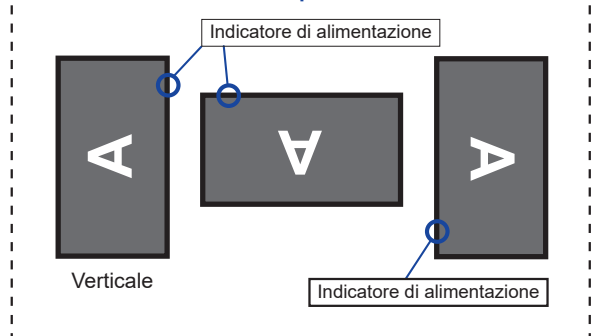 Indicatore di alimentazione
A
A
A
Verticale
Indicatore di alimentazione